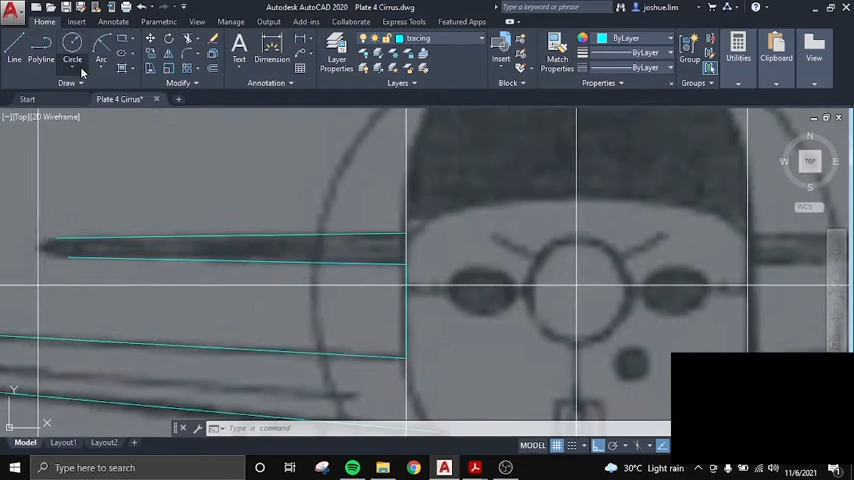 Autodesk AutoCAD 2020 Plate 4 Cirrus.dwg
Type a keyword or phrase
joshue.lim
Home Insert Annotate Parametric View Manage Output Add-ins Collaborate Express Tools Featured Apps
Line Polyline Circle Arc
Text Dimension
Layer
Properties
tracing
Insert
Match
Properties
ByLayer
ByLayer
ByLayer
Group
Utilities
Clipboard
View
Draw Modify Annotation Layers Block Properties Groups
Start Plate 4 Cirrus*
[−][Top][2D Wireframe]
N
W TOP E
S
WCS
Y
X
Type a command
Model Layout1 Layout2
MODEL
Type here to search
30°C Light rain
11/6/2021